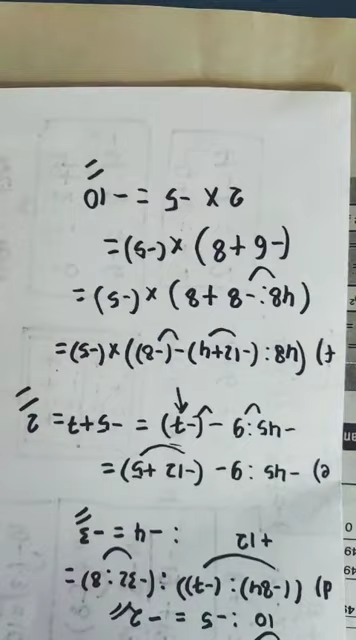 10 : -5 = -2
d) ((-84) : (-7)) : (-32 : 8) =
+12 : -4 = -3
e) -45 : 9 - (-12 + 5) =
-45 : 9 - (-7) = -5 + 7 = 2
f) (48 : (-12+4) - (-8)) × (-5) =
(48 : -8 + 8) × (-5) =
(-6 + 8) × (-5) =
2 × -5 = -10